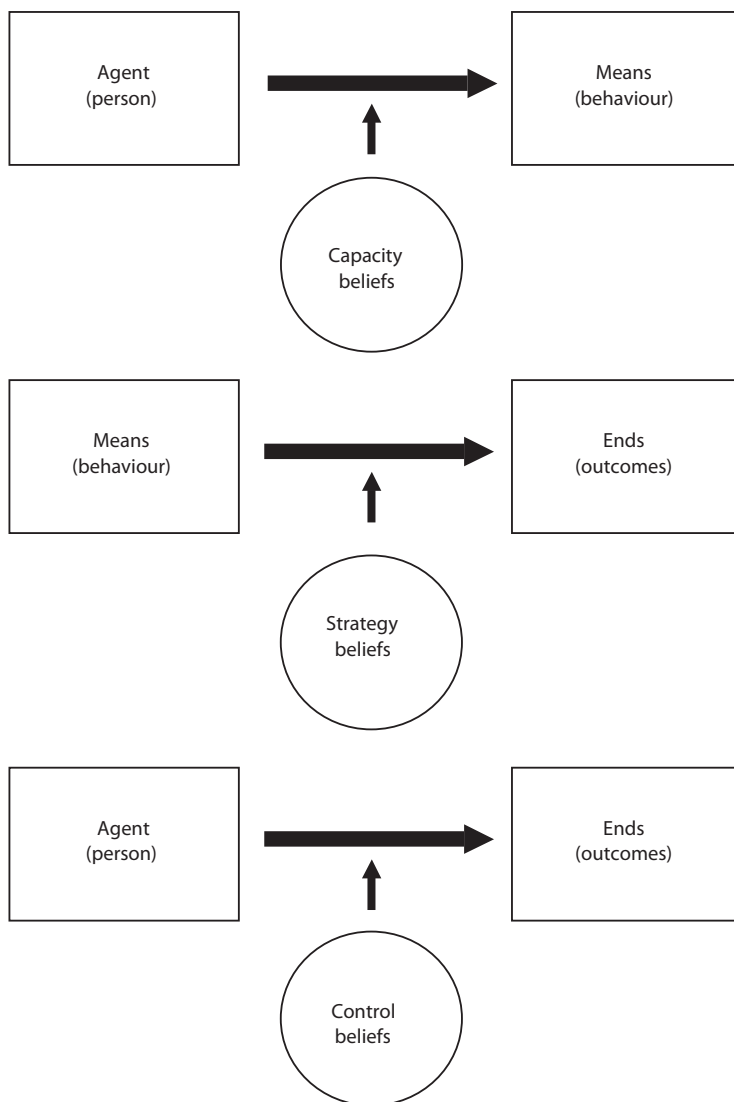 Agent
(person)
Means
(behaviour)
Capacity
beliefs
Means
(behaviour)
Ends
(outcomes)
Strategy
beliefs
Agent
(person)
Ends
(outcomes)
Control
beliefs